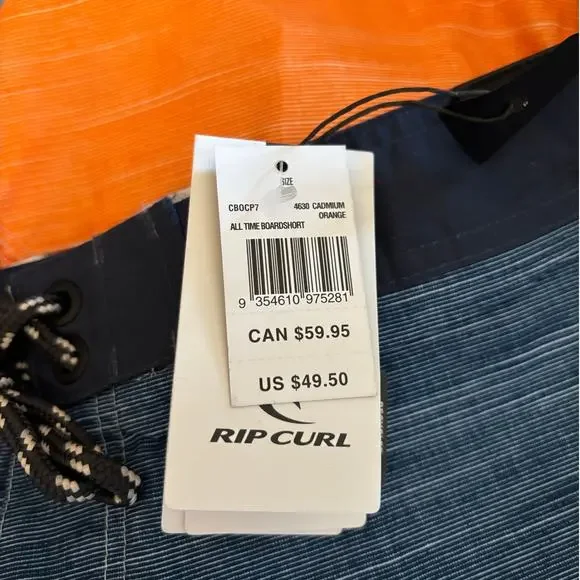 SIZE
CBOCP7 4630 CADMIUM
ORANGE
ALL TIME BOARDSHORT
9 354610 975281
CAN $59.95
US $49.50
RIP CURL